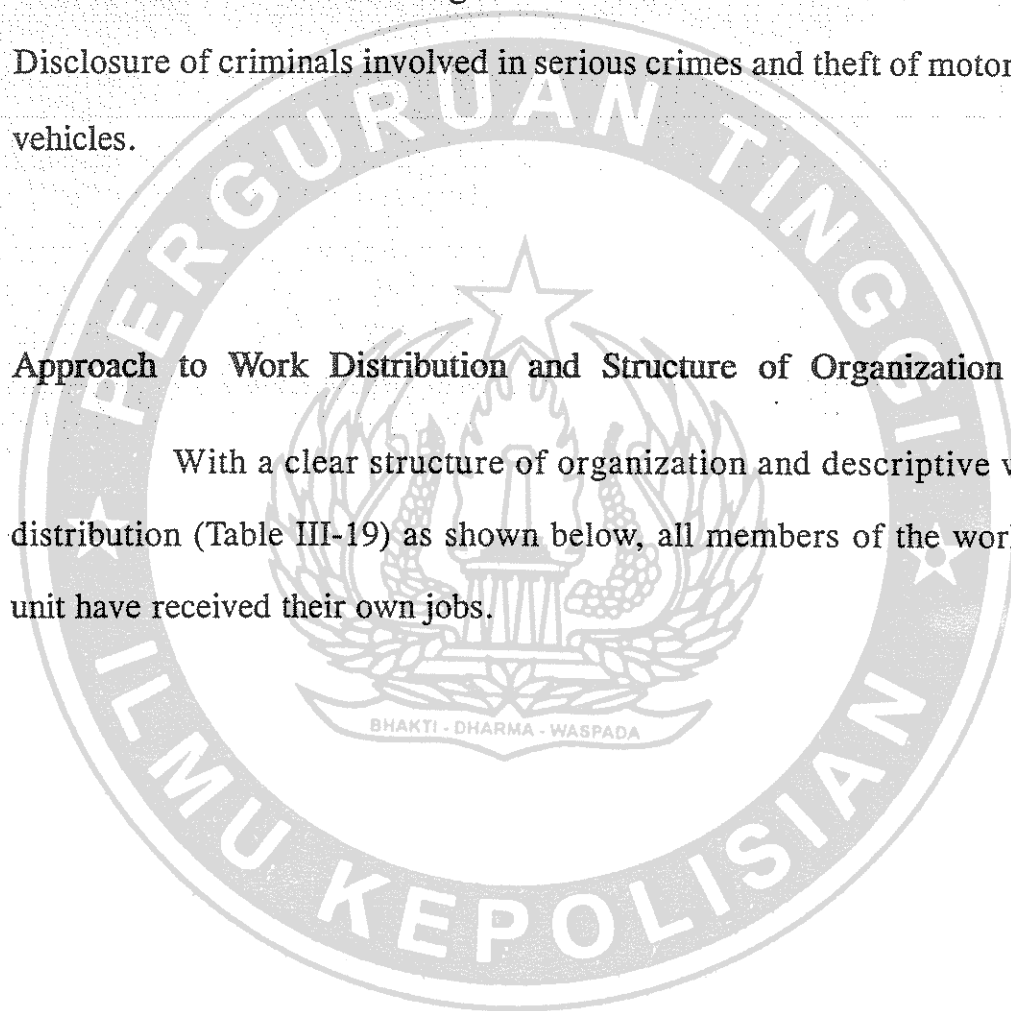 Disclosure of criminals involved in serious crimes and theft of motor
vehicles.
Approach to Work Distribution and Structure of Organization
With a clear structure of organization and descriptive
distribution (Table III-19) as shown below, all members of the
unit have received their own jobs.
PERGURUAN TINGGI
BHAKTI - DHARMA - WASPADA
ILMU KEPOLISIAN